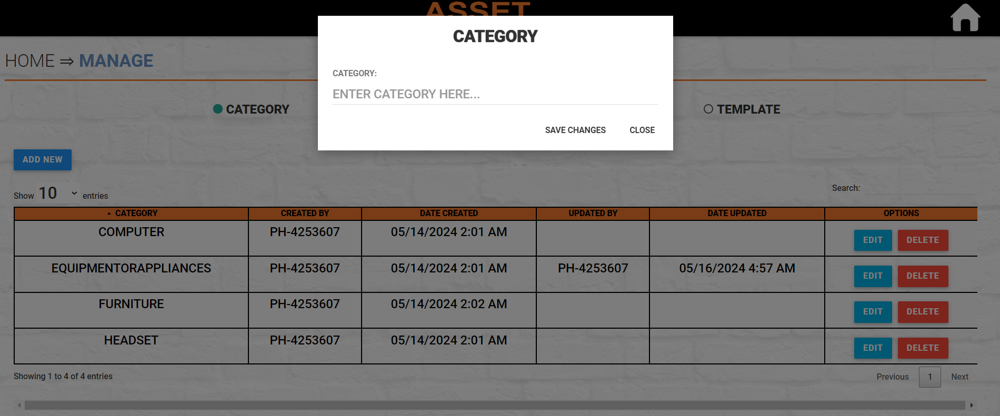 ASSET
CATEGORY
HOME ⇒ MANAGE
CATEGORY:
ENTER CATEGORY HERE...
CATEGORY
TEMPLATE
SAVE CHANGES CLOSE
ADD NEW
Show 10 entries
Search:
CATEGORY CREATED BY DATE CREATED UPDATED BY DATE UPDATED OPTIONS
COMPUTER PH-4253607 05/14/2024 2:01 AM EDIT DELETE
EQUIPMENTORAPPLIANCES PH-4253607 05/14/2024 2:01 AM PH-4253607 05/16/2024 4:57 AM EDIT DELETE
FURNITURE PH-4253607 05/14/2024 2:02 AM EDIT DELETE
HEADSET PH-4253607 05/14/2024 2:01 AM EDIT DELETE
Showing 1 to 4 of 4 entries
Previous 1 Next